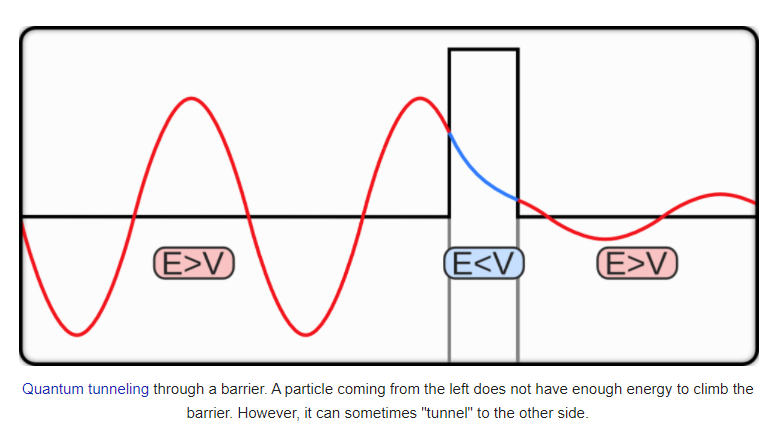 E>V
E<V
E>V
Quantum tunneling through a barrier. A particle coming from the left does not have enough energy to climb the
barrier. However, it can sometimes "tunnel" to the other side.